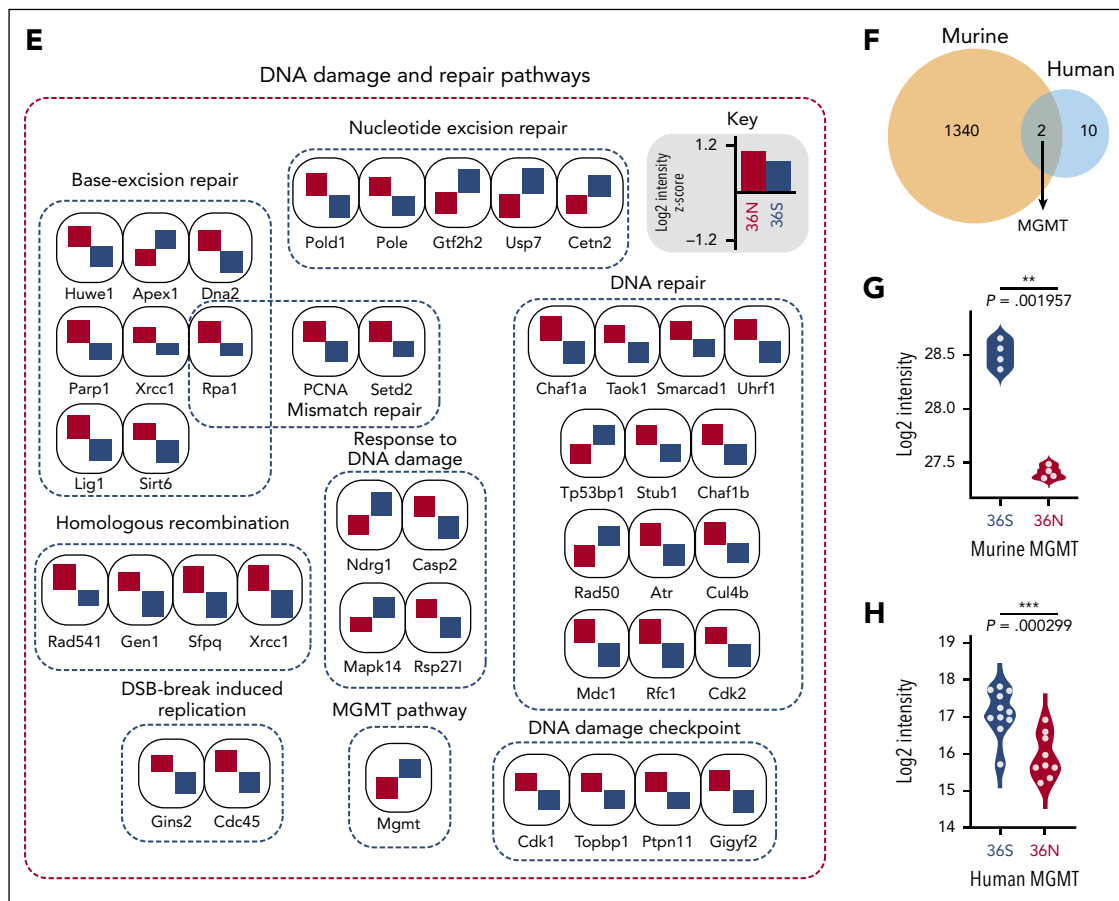 E
DNA damage and repair pathways
Nucleotide excision repair
Pold1 Pole Gtf2h2 Usp7 Cetn2
Key
1.2
Log2 intensity
z-score
−1.2
36N 36S
Base-excision repair
Huwe1 Apex1 Dna2
Parp1 Xrcc1 Rpa1
Lig1 Sirt6
PCNA Setd2
Mismatch repair
DNA repair
Chaf1a Taok1 Smarcad1 Uhrf1
Tp53bp1 Stub1 Chaf1b
Rad50 Atr Cul4b
Mdc1 Rfc1 Cdk2
Response to
DNA damage
Ndrg1 Casp2
Mapk14 Rsp27l
Homologous recombination
Rad541 Gen1 Sfpq Xrcc1
DSB-break induced
replication
Gins2 Cdc45
MGMT pathway
Mgmt
DNA damage checkpoint
Cdk1 Topbp1 Ptpn11 Gigyf2
F
Murine
Human
1340 2 10
MGMT
G
**
P = .001957
Log2 intensity
28.5
28.0
27.5
36S 36N
Murine MGMT
H
***
P = .000299
Log2 intensity
19
18
17
16
15
14
36S 36N
Human MGMT